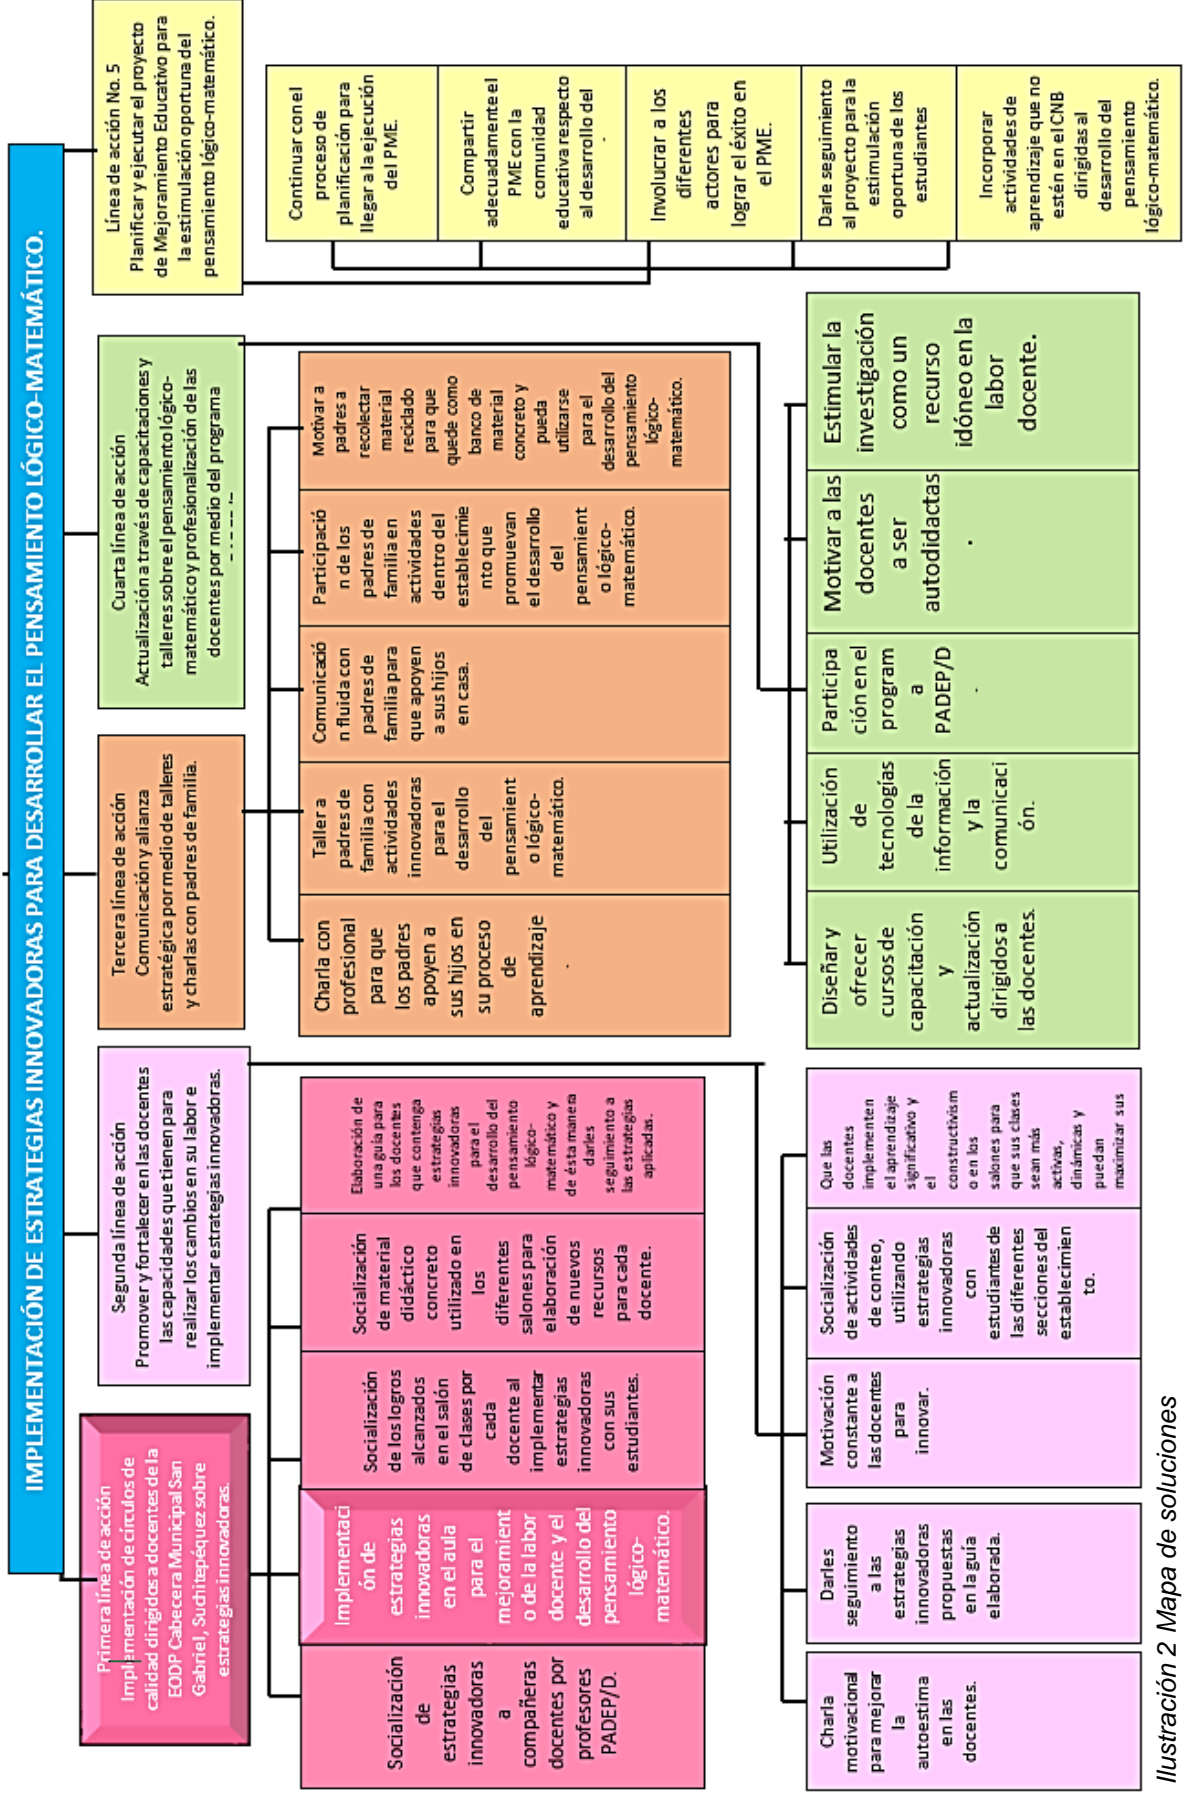 IMPLEMENTACIÓN DE ESTRATEGIAS INNOVADORAS PARA DESARROLLAR EL PENSAMIENTO LÓGICO-MATEMÁTICO.
Primera línea de acción
Implementación de círculos de
calidad dirigidos a docentes de la
EODP Cabecera Municipal San
Gabriel, Suchitepéquez sobre
estrategias innovadoras.
Segunda línea de acción
Promover y fortalecer en las docentes
las capacidades que tienen para
realizar los cambios en su labor e
implementar estrategias innovadoras.
Tercera línea de acción
Comunicación y alianza
estratégica por medio de talleres
y charlas con padres de familia.
Cuarta línea de acción
Actualización a través de capacitaciones y
talleres sobre el pensamiento lógico-
matemático y profesionalización de las
docentes por medio del programa
Línea de acción No. 5
Planificar y ejecutar el proyecto
de Mejoramiento Educativo para
la estimulación oportuna del
pensamiento lógico-matemático.
Socialización
de
estrategias
innovadoras
a
compañeras
docentes por
profesores
PADEP/D.
Implementaci
ón de
estrategias
innovadoras
en el aula
para el
mejoramient
o de la labor
docente y el
desarrollo del
pensamiento
lógico-
matemático.
Socialización
de los logros
alcanzados
en el salón
de clases por
cada
docente al
implementar
estrategias
innovadoras
con sus
estudiantes.
Socialización
de material
didáctico
concreto
utilizado en
los
diferentes
salones para
elaboración
de nuevos
recursos
para cada
docente.
Elaboración de
una guía para
los docentes
que contenga
estrategias
innovadoras
para el
desarrollo del
pensamiento
lógico-
matemático y
de ésta manera
darles
seguimiento a
las estrategias
aplicadas.
Charla con
profesional
para que
los padres
apoyen a
sus hijos en
su proceso
de
aprendizaje
.
Taller a
padres de
familia con
actividades
innovadoras
para el
desarrollo
del
pensamient
o lógico-
matemático.
Comunicació
n fluida con
padres de
familia para
que apoyen
a sus hijos
en casa.
Participació
n de los
padres de
familia en
actividades
dentro del
establecimie
nto que
promuevan
el desarrollo
del
pensamient
o lógico-
matemático.
Motivar a
padres a
recolectar
material
reciclado
para que
quede como
banco de
material
concreto y
pueda
utilizarse
para el
desarrollo del
pensamiento
lógico-
matemático.
Continuar con el
proceso de
planificación para
llegar a la ejecución
del PME.
Compartir
adecuadamente el
PME con la
comunidad
educativa respecto
al desarrollo del
.
Involucrar a los
diferentes
actores para
lograr el éxito en
el PME.
Darle seguimiento
al proyecto para la
estimulación
oportuna de los
estudiantes
Incorporar
actividades de
aprendizaje que no
estén en el CNB
dirigidas al
desarrollo del
pensamiento
lógico-matemático.
Charla
motivacional
para mejorar
la
autoestima
en las
docentes.
Darles
seguimiento
a las
estrategias
innovadoras
propuestas
en la guía
elaborada.
Motivación
constante a
las docentes
para
innovar.
Socialización
de actividades
de conteo,
utilizando
estrategias
innovadoras
con
estudiantes de
las diferentes
secciones del
establecimien
to.
Que las
docentes
implementen
el aprendizaje
significativo y
el
constructivism
o en los
salones para
que sus clases
sean más
activas,
dinámicas y
puedan
maximizar sus
Diseñar y
ofrecer
cursos de
capacitación
y
actualización
dirigidos a
las docentes.
Utilización
de
tecnologías
de la
información
y la
comunicaci
ón.
Participa
ción en el
program
a
PADEP/D
.
Motivar a las
docentes
a ser
autodidactas
.
Estimular la
investigación
como un
recurso
idóneo en la
labor
docente.
Ilustración 2 Mapa de soluciones